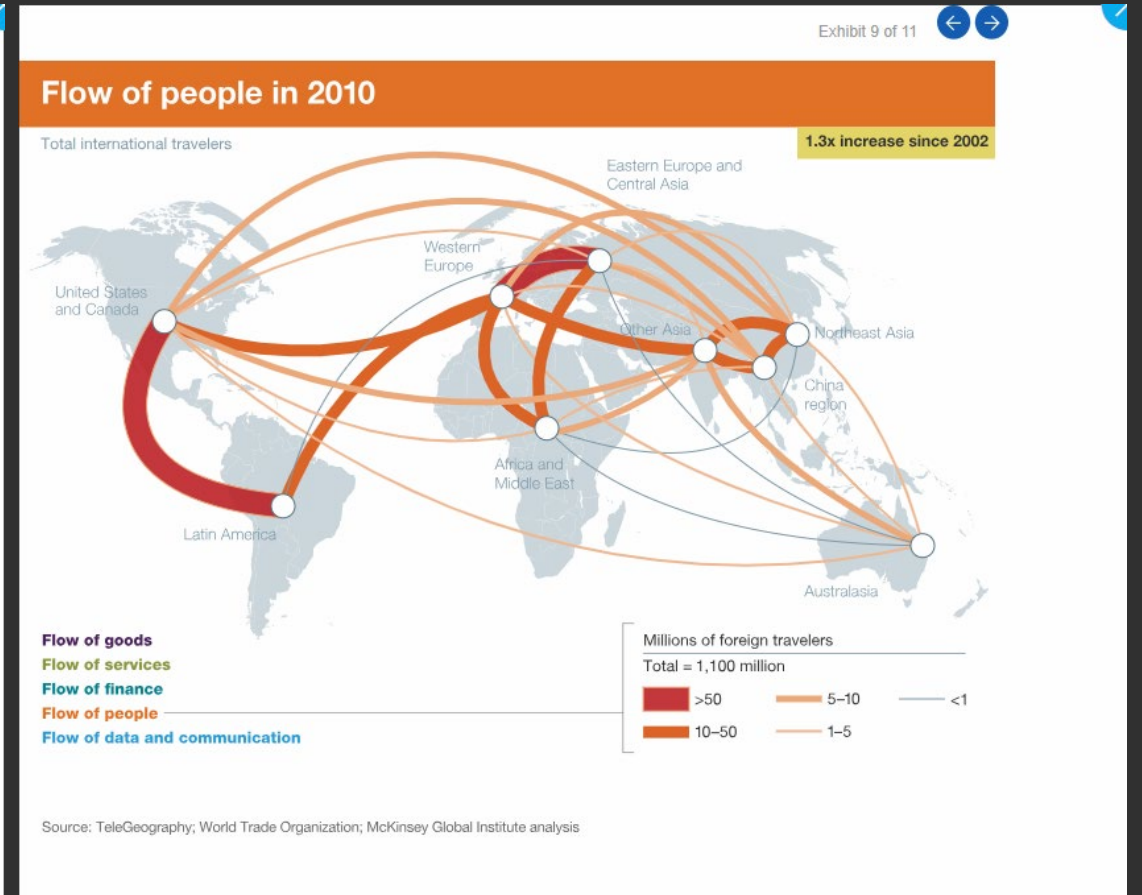 Exhibit 9 of 11
Flow of people in 2010
Total international travelers
1.3x increase since 2002
Eastern Europe and
Central Asia
Western
Europe
United States
and Canada
Other Asia
Northeast Asia
China
region
Africa and
Middle East
Latin America
Australasia
Flow of goods
Flow of services
Flow of finance
Flow of people
Flow of data and communication
Millions of foreign travelers
Total = 1,100 million
>50
5–10
<1
10–50
1–5
Source: TeleGeography; World Trade Organization; McKinsey Global Institute analysis